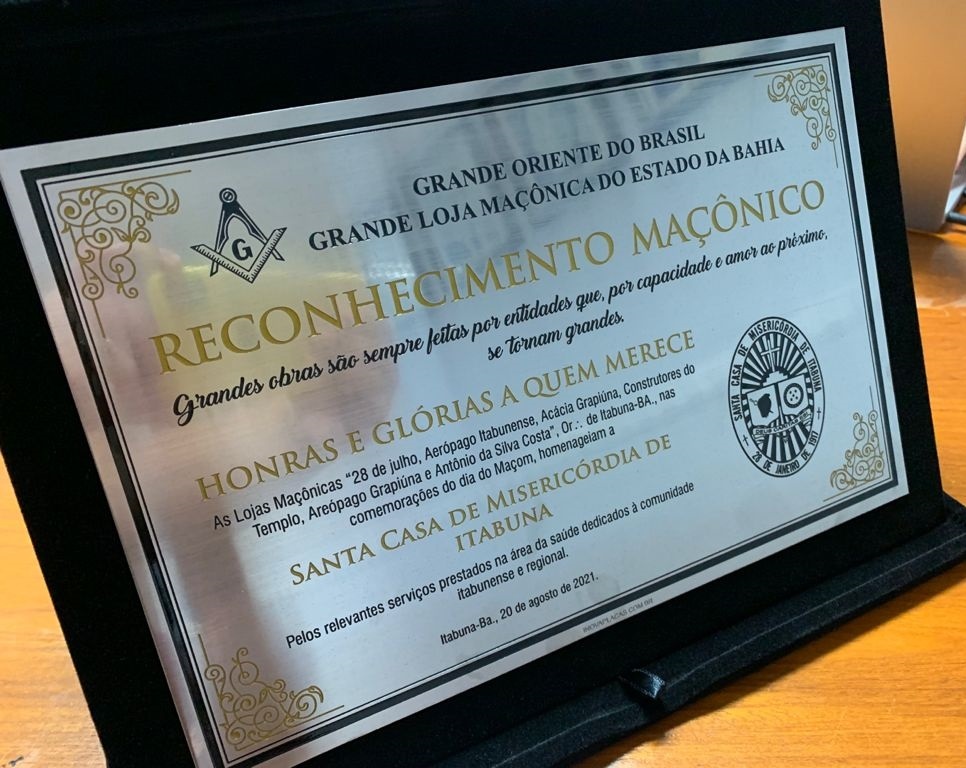 GRANDE ORIENTE DO BRASIL
GRANDE LOJA MAÇÔNICA DO ESTADO DA BAHIA
G
RECONHECIMENTO MAÇÔNICO
Grandes obras são sempre feitas por entidades que, por capacidade e amor ao próximo,
se tornam grandes.
HONRAS E GLÓRIAS A QUEM MERECE
As Lojas Maçônicas “28 de julho, Aerópago Itabunense, Acácia Grapiúna, Construtores do
Templo, Areópago Grapiúna e Antônio da Silva Costa”, Or∴ de Itabuna-BA., nas
comemorações do dia do Maçom, homenageiam a
SANTA CASA DE MISERICÓRDIA DE
ITABUNA
Pelos relevantes serviços prestados na área da saúde dedicados à comunidade
itabunense e regional.
Itabuna-Ba., 20 de agosto de 2021.
SANTA CASA DE MISERICÓRDIA DE ITABUNA
28 DE JANEIRO DE 1917
INOVAPLACAS.COM.BR